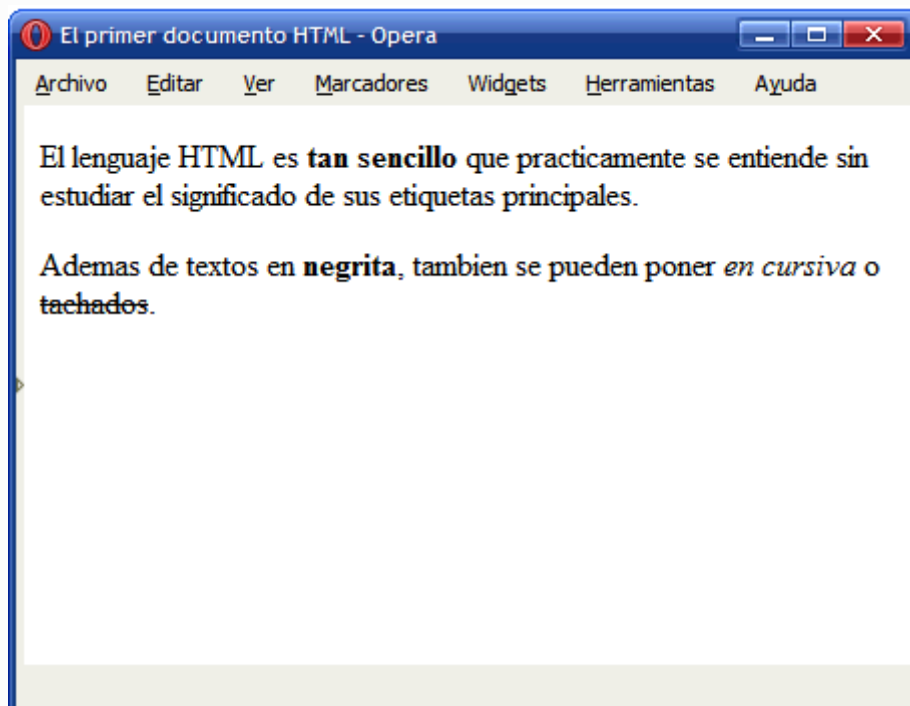 El primer documento HTML - Opera
Archivo Editar Ver Marcadores Widgets Herramientas Ayuda
El lenguaje HTML es tan sencillo que practicamente se entiende sin
estudiar el significado de sus etiquetas principales.
Ademas de textos en negrita, tambien se pueden poner en cursiva o
tachados.